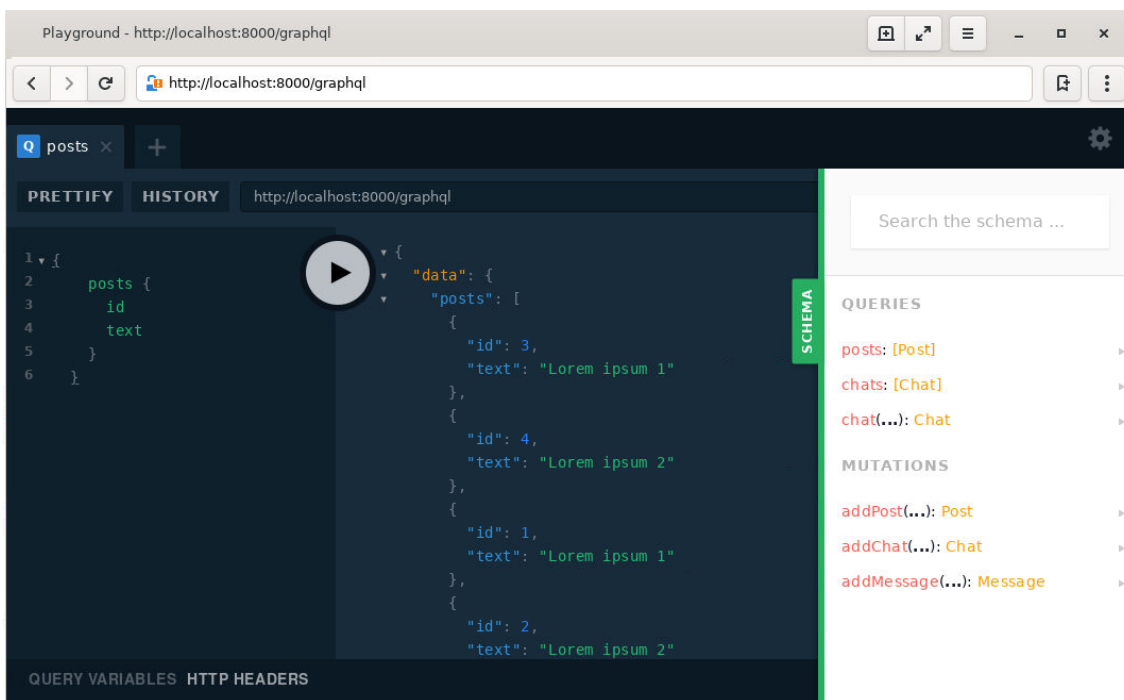 Playground - http://localhost:8000/graphql
http://localhost:8000/graphql
Q posts
PRETTIFY HISTORY http://localhost:8000/graphql
1 {
2 posts {
3 id
4 text
5 }
6 }
{
"data": {
"posts": [
{
"id": 3,
"text": "Lorem ipsum 1"
},
{
"id": 4,
"text": "Lorem ipsum 2"
},
{
"id": 1,
"text": "Lorem ipsum 1"
},
{
"id": 2,
"text": "Lorem ipsum 2"
SCHEMA
Search the schema ...
QUERIES
posts: [Post]
chats: [Chat]
chat(...): Chat
MUTATIONS
addPost(...): Post
addChat(...): Chat
addMessage(...): Message
QUERY VARIABLES HTTP HEADERS